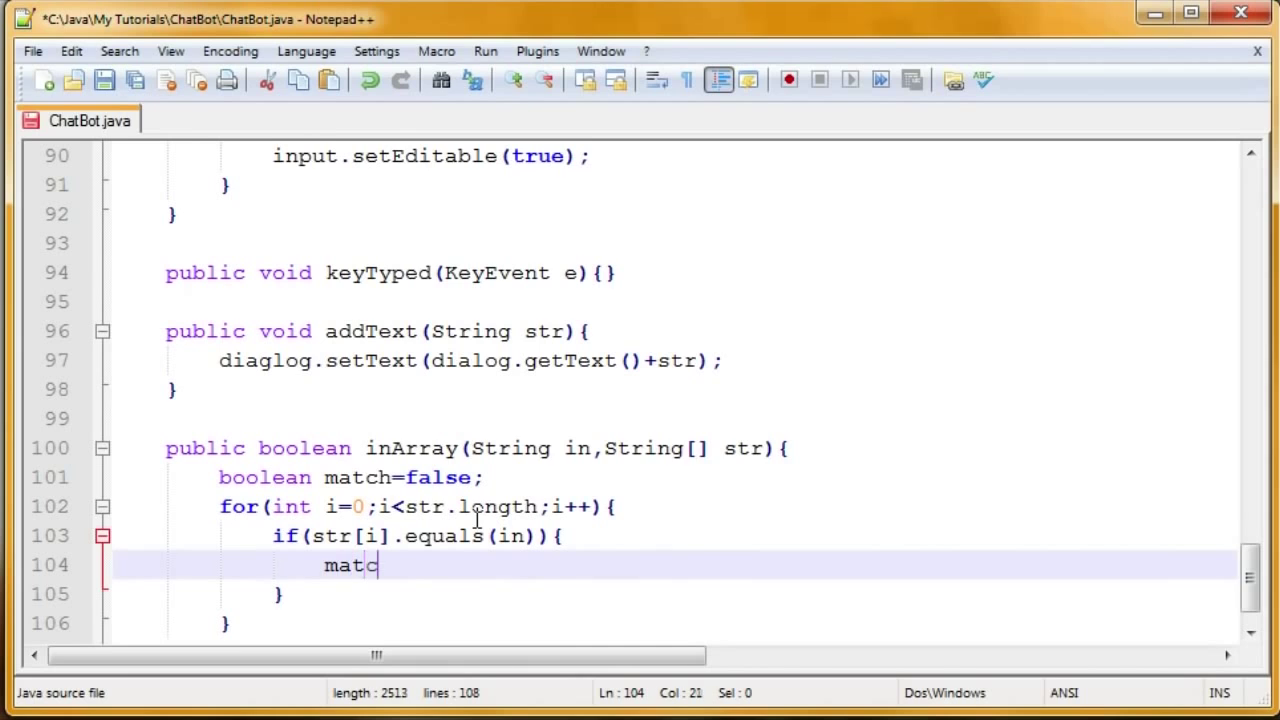 *C:\Java\My Tutorials\ChatBot\ChatBot.java - Notepad++
File Edit Search View Encoding Language Settings Macro Run Plugins Window ? X
ABC
ChatBot.java
90 input.setEditable(true);
91 }
92 }
93
94 public void keyTyped(KeyEvent e){}
95
96 public void addText(String str){
97 diaglog.setText(dialog.getText()+str);
98 }
99
100 public boolean inArray(String in,String[] str){
101 boolean match=false;
102 for(int i=0;i<str.length;i++){
103 if(str[i].equals(in)){
104 matc
105 }
106 }
Java source file length : 2513 lines : 108 Ln : 104 Col : 21 Sel : 0 Dos\Windows ANSI INS